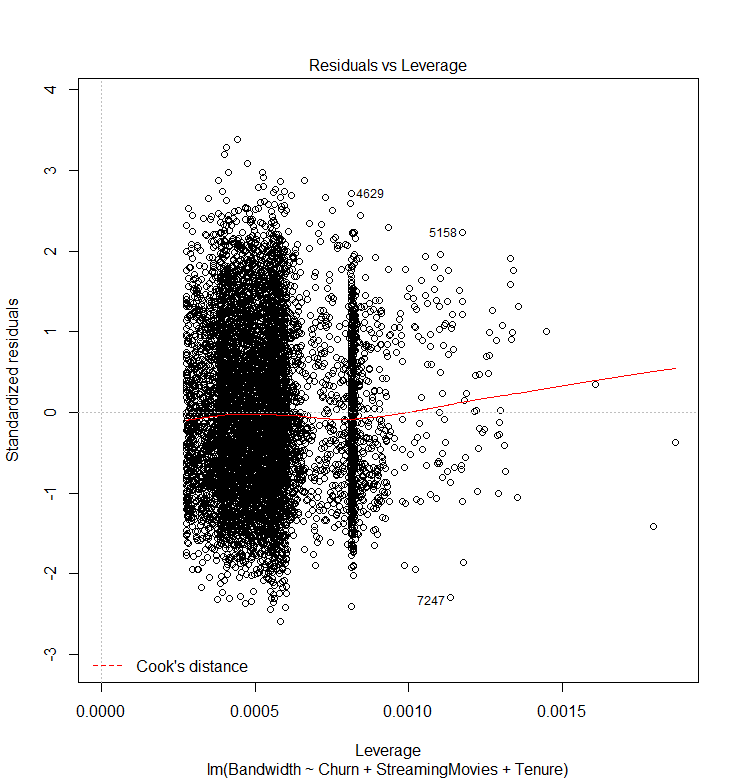 Residuals vs Leverage
4
3
2
1
0
-1
-2
-3
Standardized residuals
4629
5158
7247
Cook's distance
0.0000 0.0005 0.0010 0.0015
Leverage
lm(Bandwidth ~ Churn + StreamingMovies + Tenure)